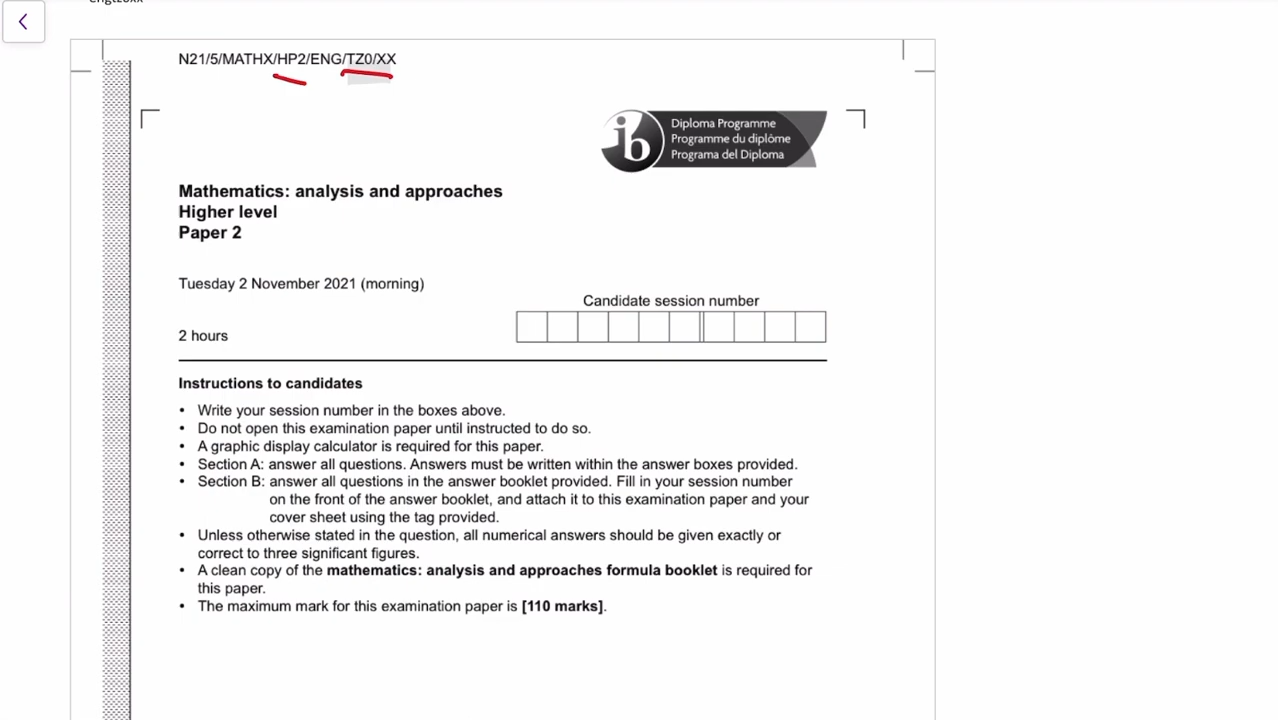 N21/5/MATHX/HP2/ENG/TZ0/XX
ib
Diploma Programme
Programme du diplôme
Programa del Diploma
Mathematics: analysis and approaches
Higher level
Paper 2
Tuesday 2 November 2021 (morning)
Candidate session number
2 hours
Instructions to candidates
• Write your session number in the boxes above.
• Do not open this examination paper until instructed to do so.
• A graphic display calculator is required for this paper.
• Section A: answer all questions. Answers must be written within the answer boxes provided.
• Section B: answer all questions in the answer booklet provided. Fill in your session number
on the front of the answer booklet, and attach it to this examination paper and your
cover sheet using the tag provided.
• Unless otherwise stated in the question, all numerical answers should be given exactly or
correct to three significant figures.
• A clean copy of the mathematics: analysis and approaches formula booklet is required for
this paper.
• The maximum mark for this examination paper is [110 marks].